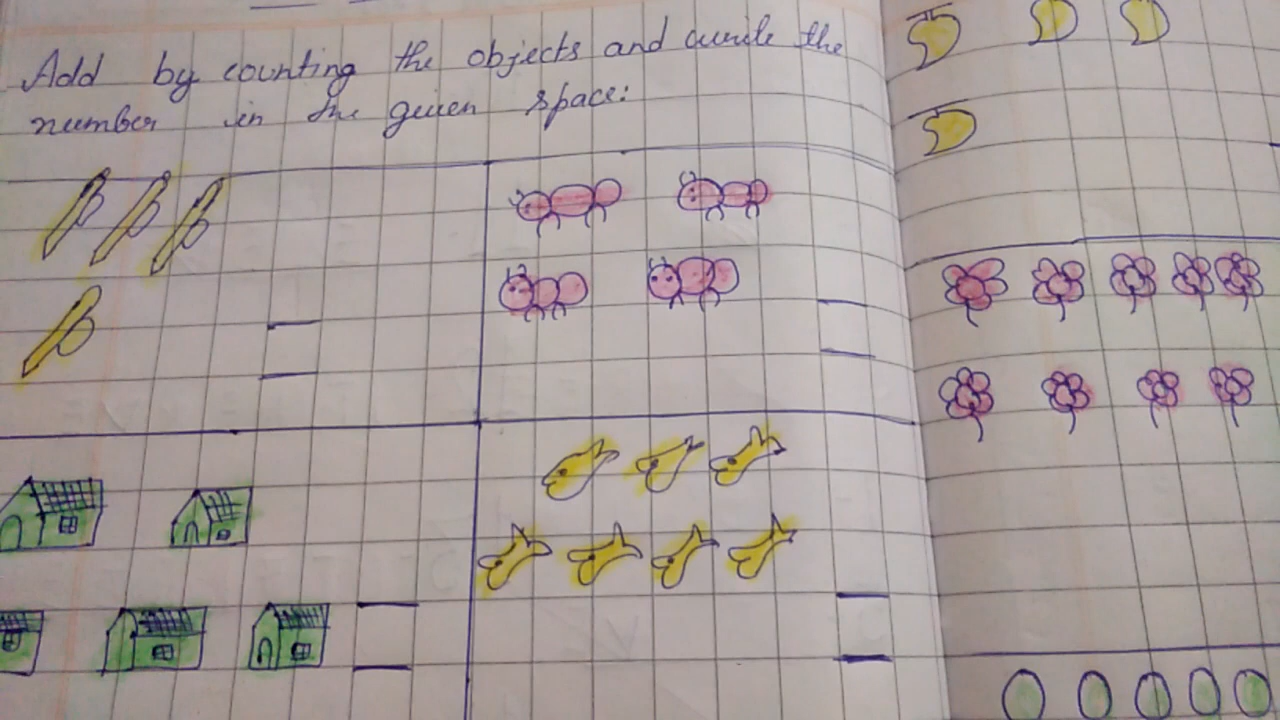 Add by counting the objects and write the
number in the given space: